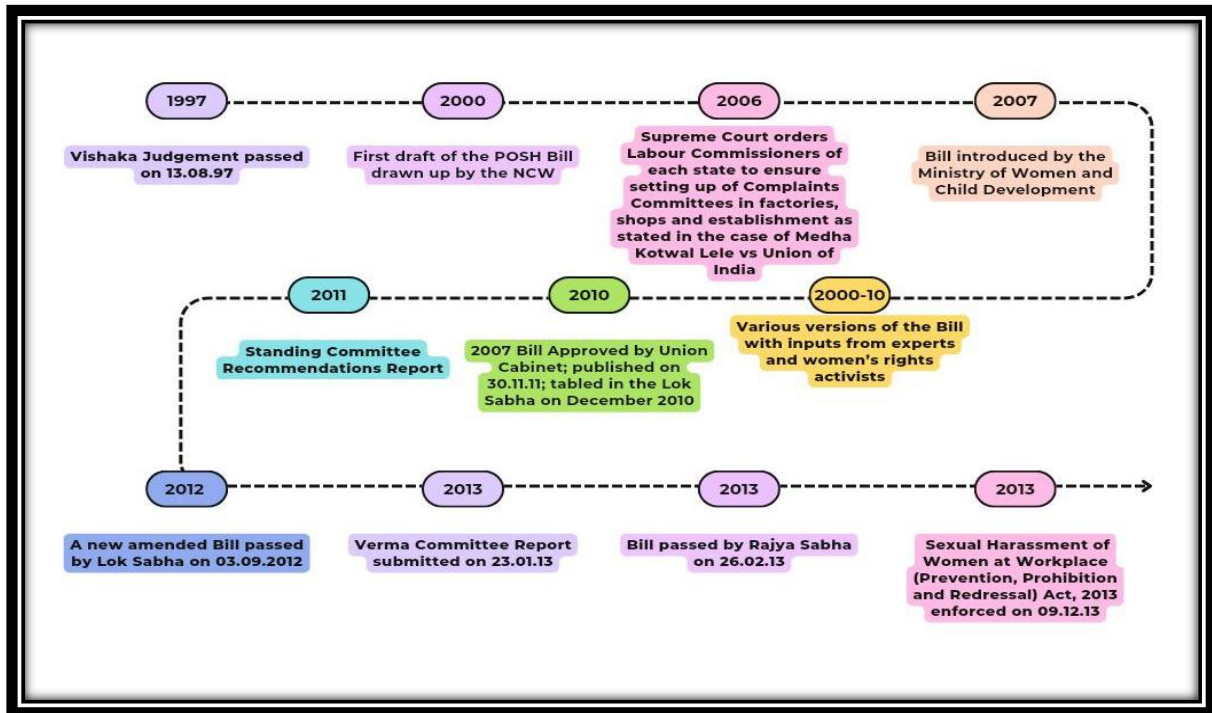 1997
Vishaka Judgement passed
on 13.08.97
2000
First draft of the POSH Bill
drawn up by the NCW
2006
Supreme Court orders
Labour Commissioners of
each state to ensure
setting up of Complaints
Committees in factories,
shops and establishment as
stated in the case of Medha
Kotwal Lele vs Union of
India
2007
Bill introduced by the
Ministry of Women and
Child Development
2000-10
Various versions of the Bill
with inputs from experts
and women's rights
activists
2010
2007 Bill Approved by Union
Cabinet; published on
30.11.11; tabled in the Lok
Sabha on December 2010
2011
Standing Committee
Recommendations Report
2012
A new amended Bill passed
by Lok Sabha on 03.09.2012
2013
Verma Committee Report
submitted on 23.01.13
2013
Bill passed by Rajya Sabha
on 26.02.13
2013
Sexual Harassment of
Women at Workplace
(Prevention, Prohibition
and Redressal) Act, 2013
enforced on 09.12.13